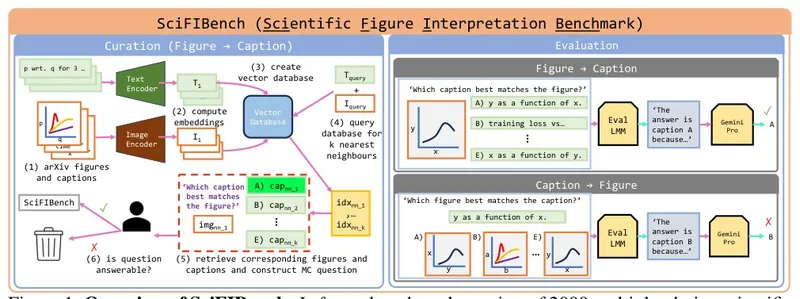 SciFIBench (Scientific Figure Interpretation Benchmark)
Curation (Figure → Caption)
p wrt. q for 3 …
Text
Encoder
T1
(3) create
vector database
Tquery
+
Iquery
(2) compute
embeddings
Vector
Database
p
q
time
x
Image
Encoder
I1
(4) query
database for
k nearest
neighbours
(1) arXiv figures
and captions
'Which caption
best matches
the figure?'
imgnn_1
A) capnn_1
B) capnn_2
⋮
E) capnn_k
idxnn_1
,…
idxnn_k
SciFIBench
✓
✗
(6) is question
answerable?
(5) retrieve corresponding figures and
captions and construct MC question
Evaluation
Figure → Caption
'Which caption best matches the figure?'
y
x
A) y as a function of x.
B) training loss vs…
⋮
E) x as a function of y.
Eval
LMM
'The
answer is
caption A
because…'
Gemini
Pro
✓
A
Caption → Figure
'Which figure best matches the caption?'
y as a function of x.
A)
x
y
B)
a
b
…
E)
y
x
Eval
LMM
'The
answer is
caption B
because…'
Gemini
Pro
✗
B